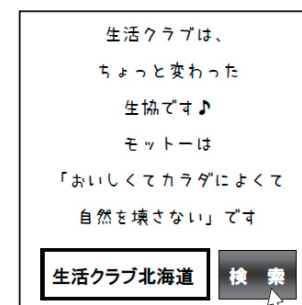 生活クラブは、
ちょっと変わった
生協です♪
モットーは
「おいしくてカラダによくて
自然を壊さない」です
生活クラブ北海道 検索